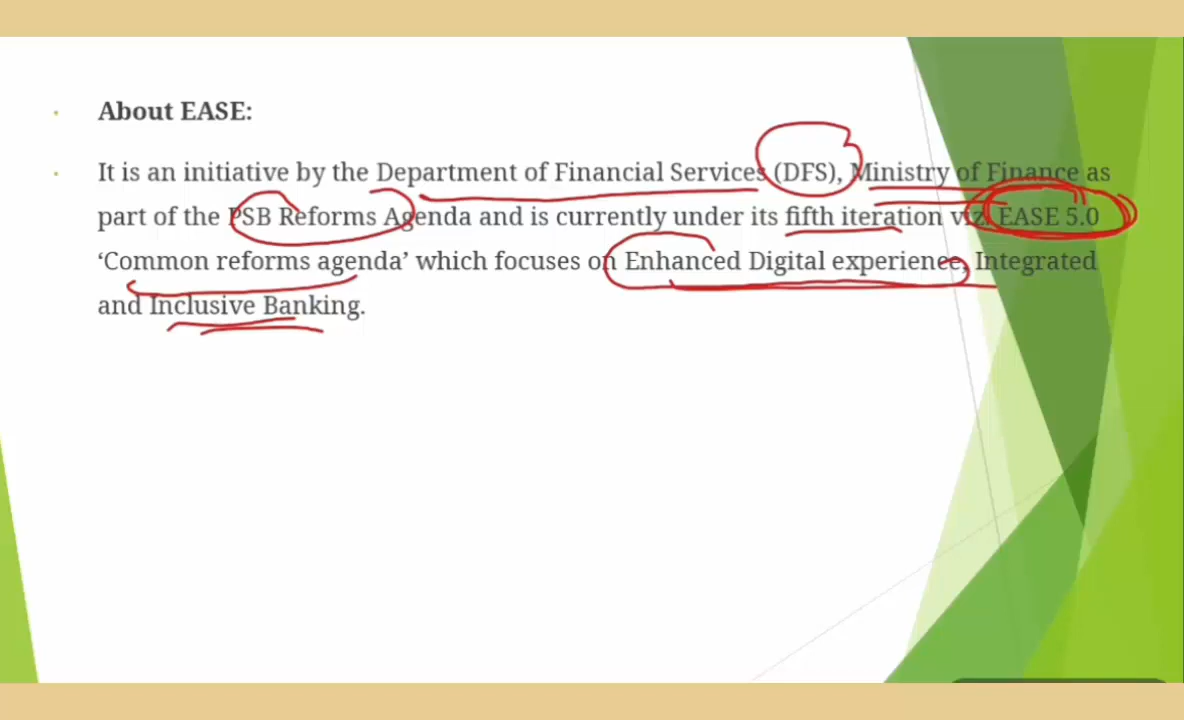 About EASE:
It is an initiative by the Department of Financial Services (DFS), Ministry of Finance as
part of the PSB Reforms Agenda and is currently under its fifth iteration viz. EASE 5.0
‘Common reforms agenda’ which focuses on Enhanced Digital experience, Integrated
and Inclusive Banking.